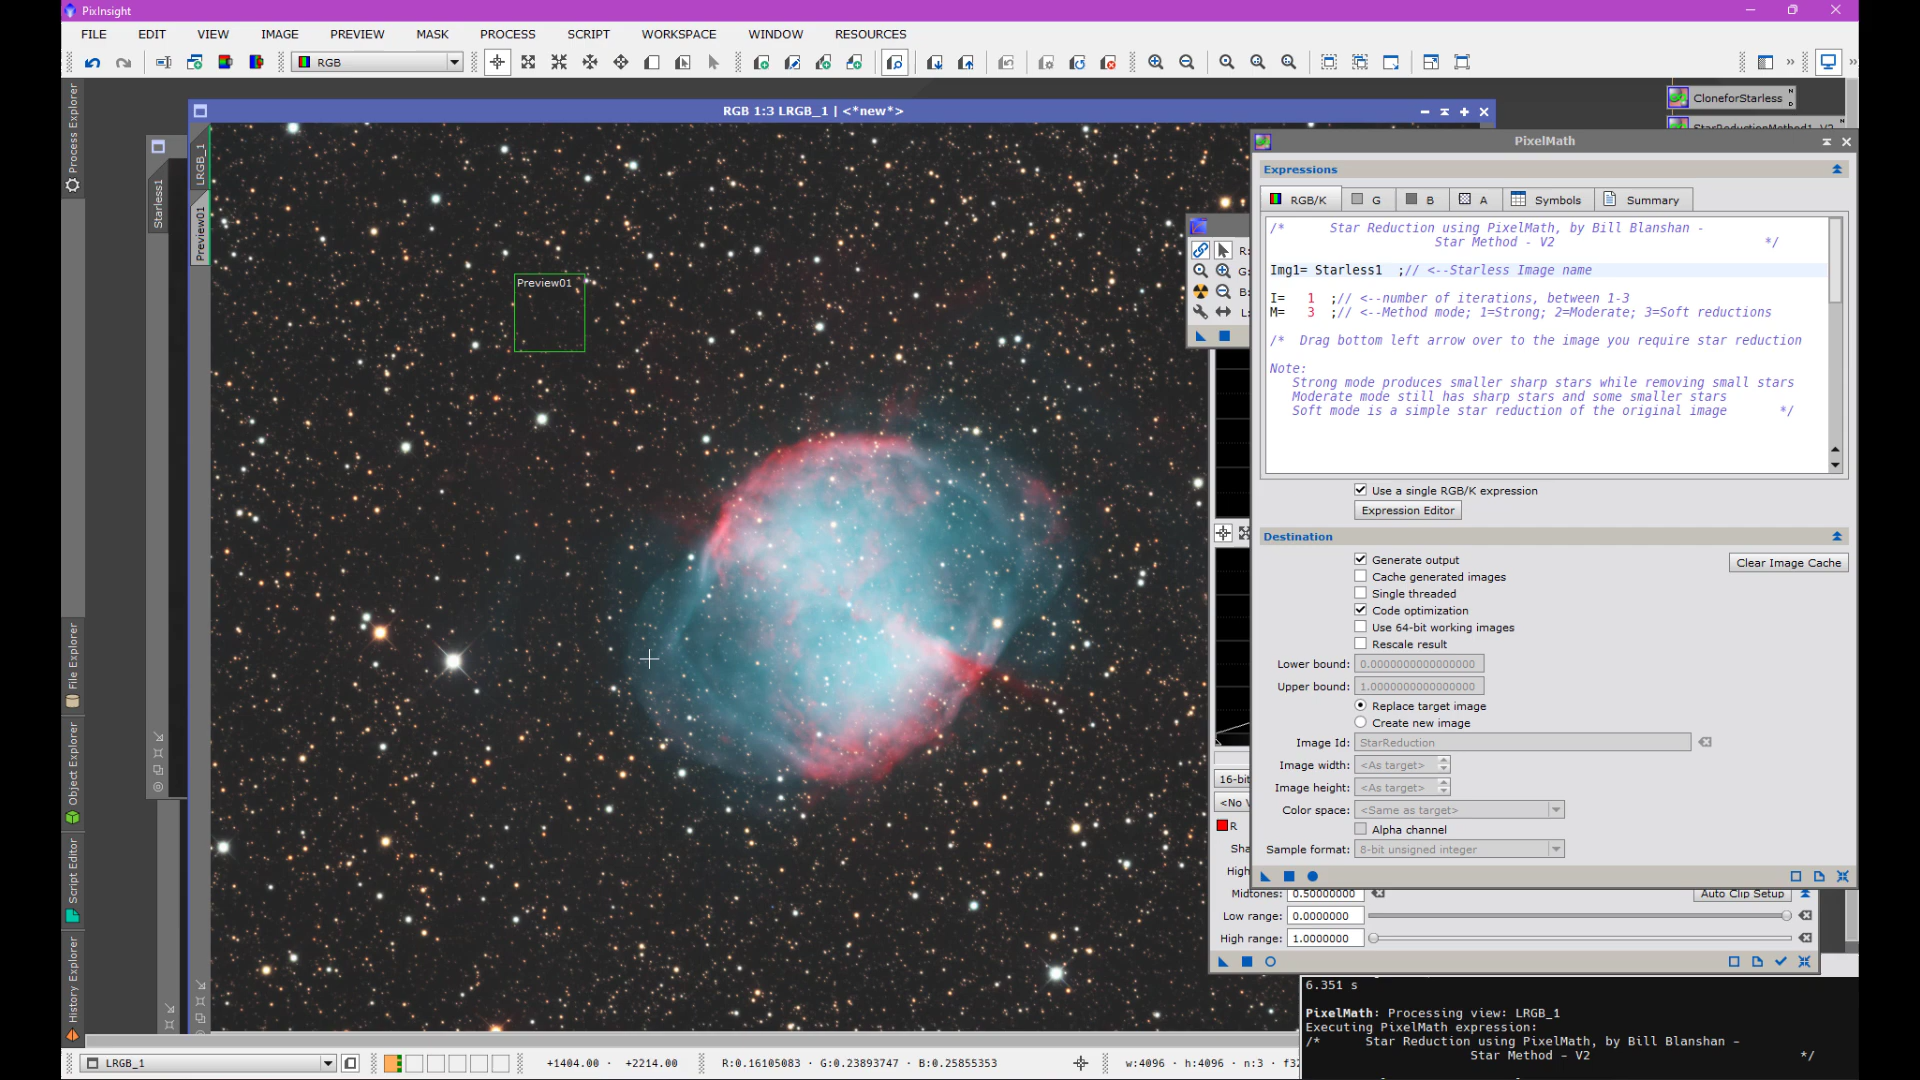 PixInsight
FILE EDIT VIEW IMAGE PREVIEW MASK PROCESS SCRIPT WORKSPACE WINDOW RESOURCES
RGB
Process Explorer
File Explorer
Object Explorer
Script Editor
History Explorer
CloneforStarless
StarReductionMethod1_V2
Starless1
RGB 1:3 LRGB_1 | <*new*>
LRGB_1
Preview01
Preview01
R:
G:
B:
L:
16-bit
<No
R
Sha
High
PixelMath
Expressions
RGB/K G B A Symbols Summary
/* Star Reduction using PixelMath, by Bill Blanshan -
Star Method - V2 */
Img1= Starless1 ;// <--Starless Image name
I= 1 ;// <--number of iterations, between 1-3
M= 3 ;// <--Method mode; 1=Strong; 2=Moderate; 3=Soft reductions
/* Drag bottom left arrow over to the image you require star reduction
Note:
Strong mode produces smaller sharp stars while removing small stars
Moderate mode still has sharp stars and some smaller stars
Soft mode is a simple star reduction of the original image */
Use a single RGB/K expression
Expression Editor
Destination
Generate output
Clear Image Cache
Cache generated images
Single threaded
Code optimization
Use 64-bit working images
Rescale result
Lower bound: 0.0000000000000000
Upper bound: 1.0000000000000000
Replace target image
Create new image
Image Id: StarReduction
Image width: <As target>
Image height: <As target>
Color space: <Same as target>
Alpha channel
Sample format: 8-bit unsigned integer
Midtones: 0.50000000 Auto Clip Setup
Low range: 0.0000000
High range: 1.0000000
6.351 s
PixelMath: Processing view: LRGB_1
Executing PixelMath expression:
/* Star Reduction using PixelMath, by Bill Blanshan -
Star Method - V2 */
LRGB_1
+1404.00 · +2214.00
R:0.16105083 · G:0.23893747 · B:0.25855353
w:4096 · h:4096 · n:3 · f32